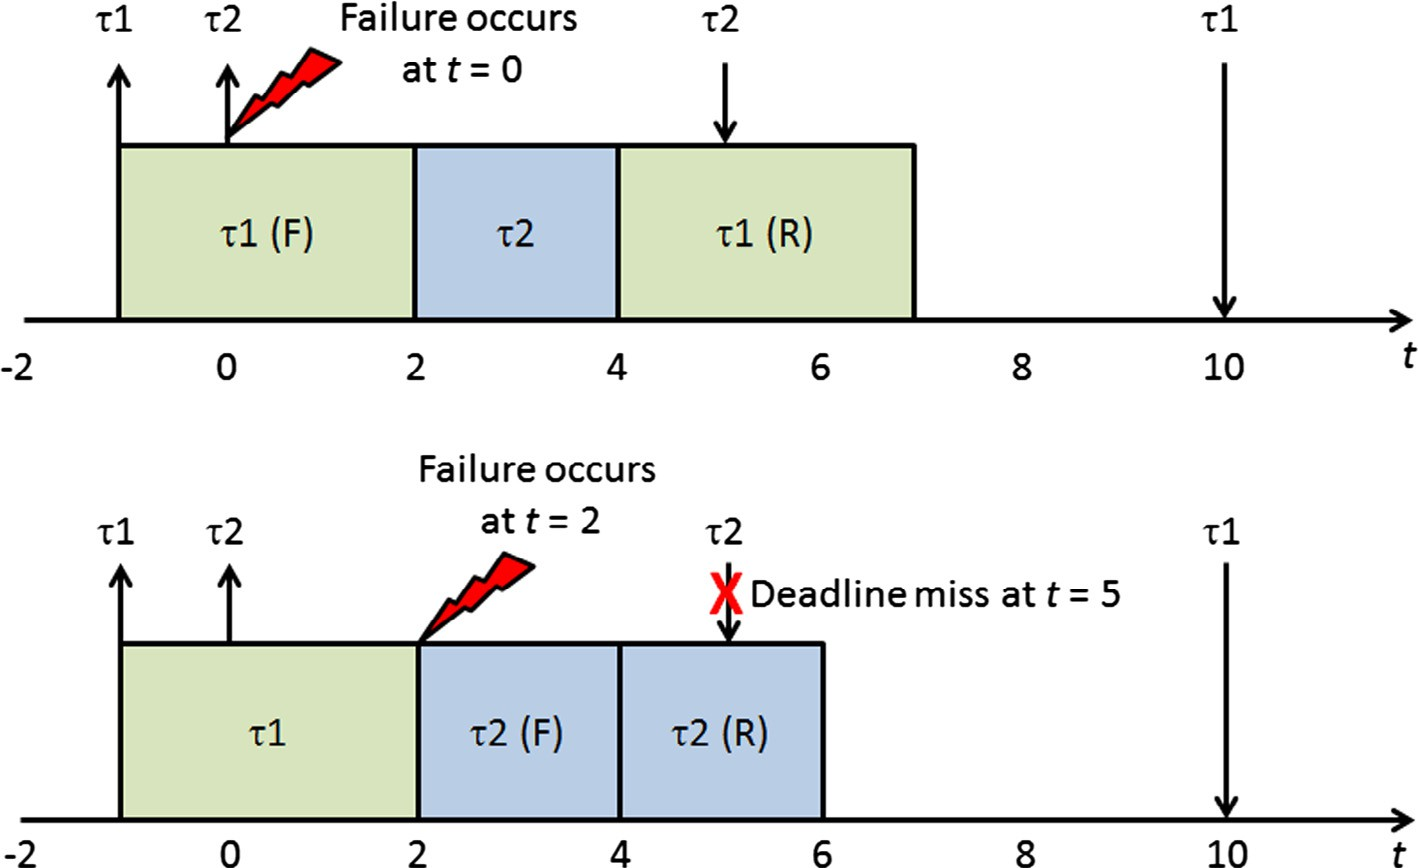 τ1 τ2 Failure occurs τ2 τ1
at t = 0
τ1 (F) τ2 τ1 (R)
-2 0 2 4 6 8 10 t
Failure occurs
at t = 2
τ1 τ2 τ2 τ1
X Deadline miss at t = 5
τ1 τ2 (F) τ2 (R)
-2 0 2 4 6 8 10 t